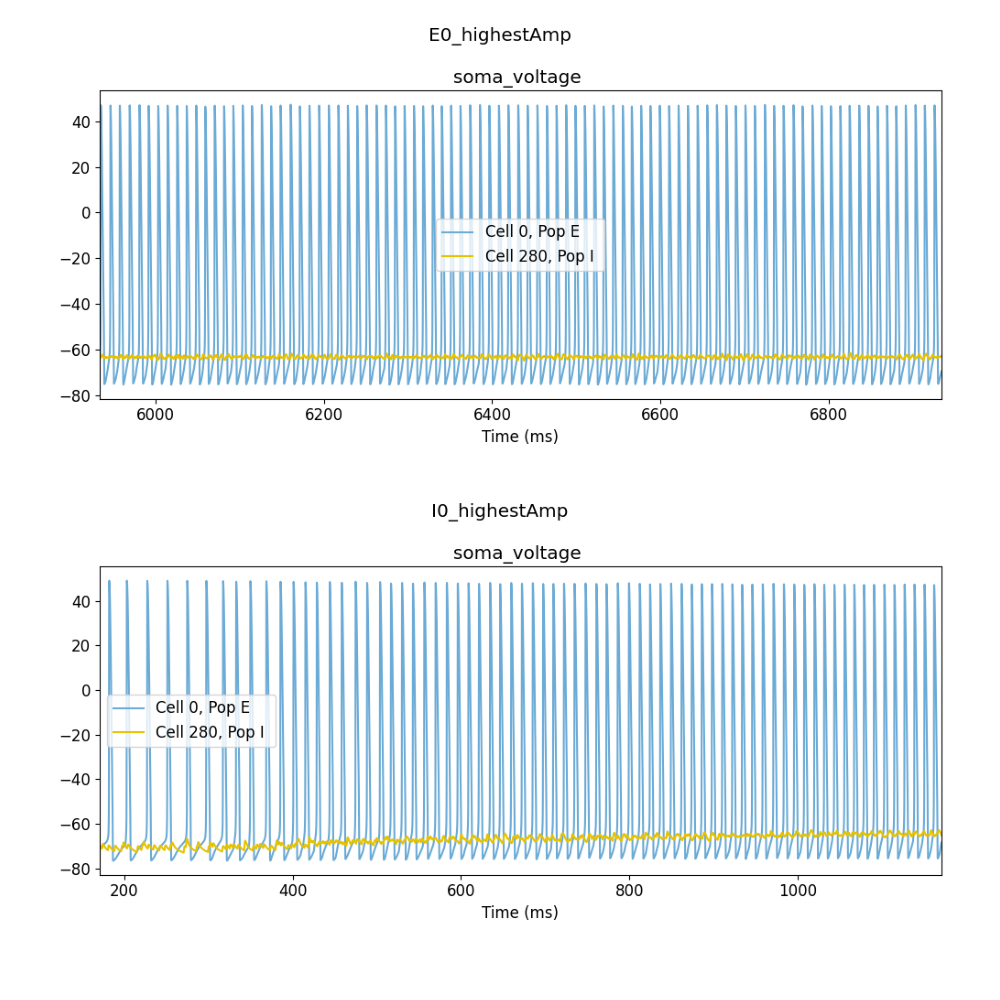 E0_highestAmp
soma_voltage
40
20
0
−20
−40
−60
−80
Cell 0, Pop E
Cell 280, Pop I
6000 6200 6400 6600 6800
Time (ms)
I0_highestAmp
soma_voltage
40
20
0
−20
−40
−60
−80
Cell 0, Pop E
Cell 280, Pop I
200 400 600 800 1000
Time (ms)